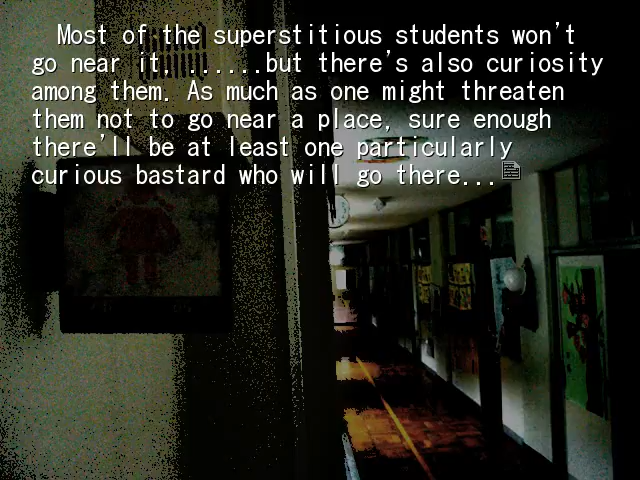 Most of the superstitious students won't
go near it, ......but there's also curiosity
among them. As much as one might threaten
them not to go near a place, sure enough
there'll be at least one particularly
curious bastard who will go there...